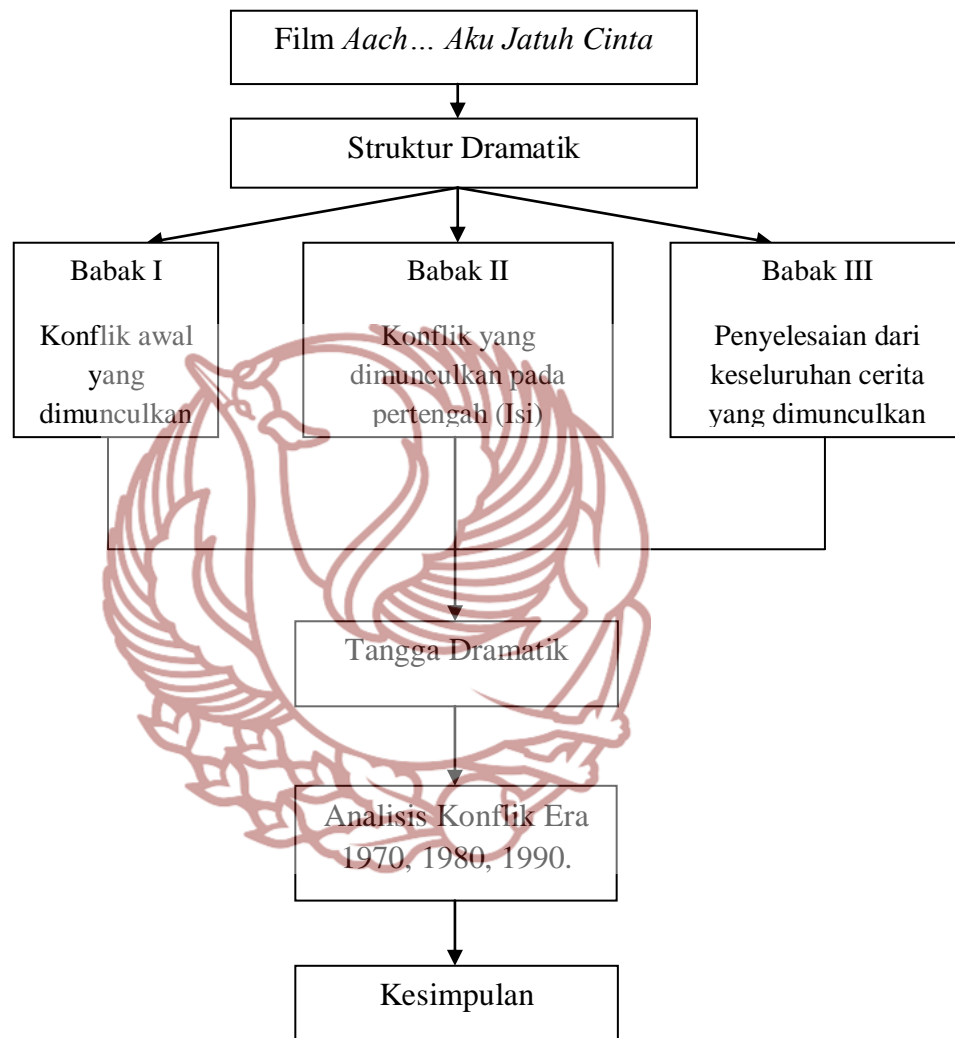 Film Aach… Aku Jatuh Cinta
Struktur Dramatik
Babak I
Konflik awal
yang
dimunculkan
Babak II
Konflik yang
dimunculkan pada
pertengah (Isi)
Babak III
Penyelesaian dari
keseluruhan cerita
yang dimunculkan
Tangga Dramatik
Analisis Konflik Era
1970, 1980, 1990.
Kesimpulan